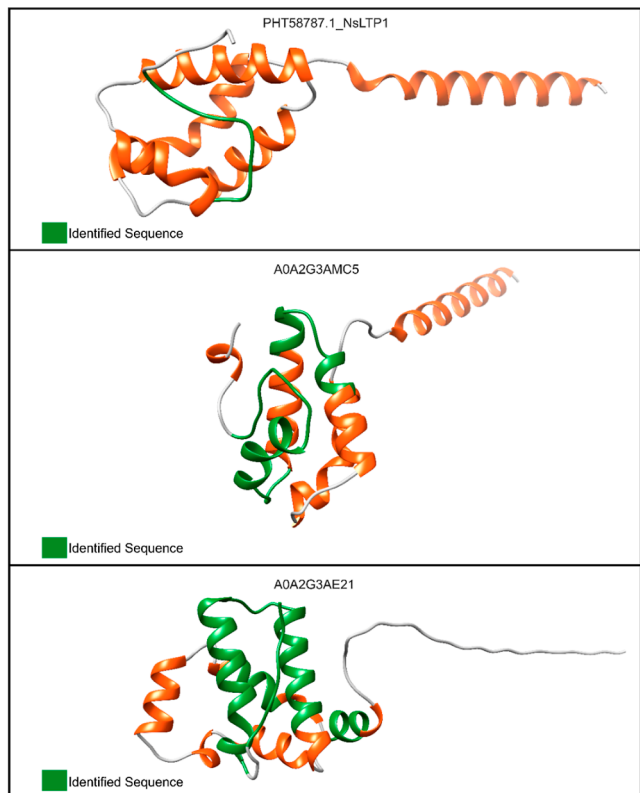 PHT58787.1_NsLTP1
Identified Sequence
A0A2G3AMC5
Identified Sequence
A0A2G3AE21
Identified Sequence